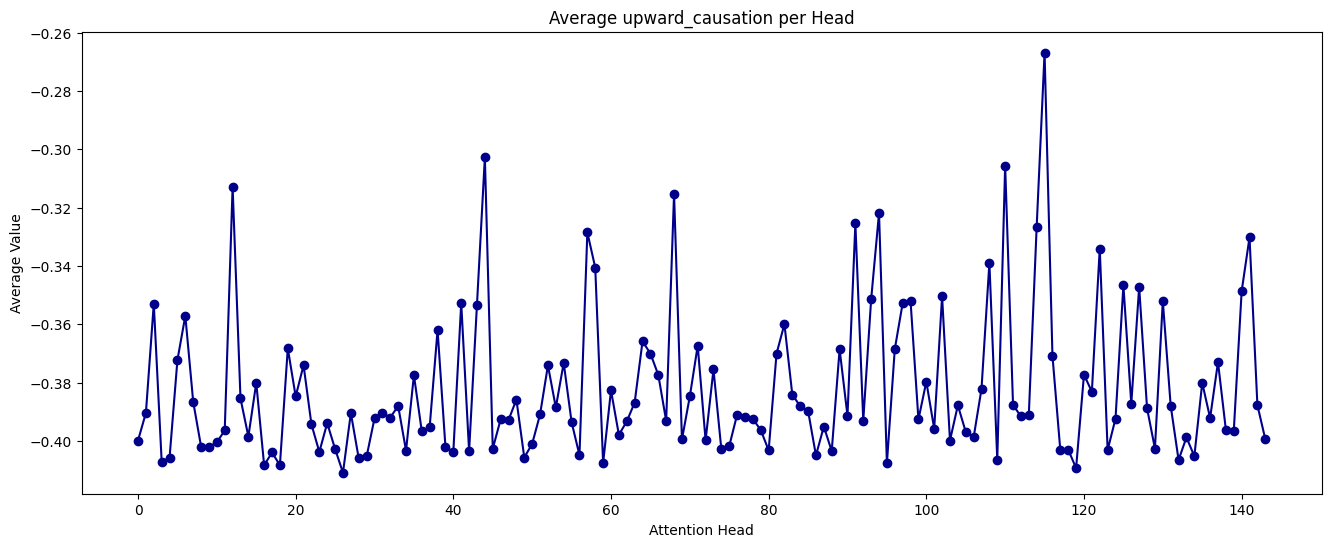 Average upward_causation per Head
−0.26
−0.28
−0.30
−0.32
−0.34
−0.36
−0.38
−0.40
Average Value
0 20 40 60 80 100 120 140
Attention Head